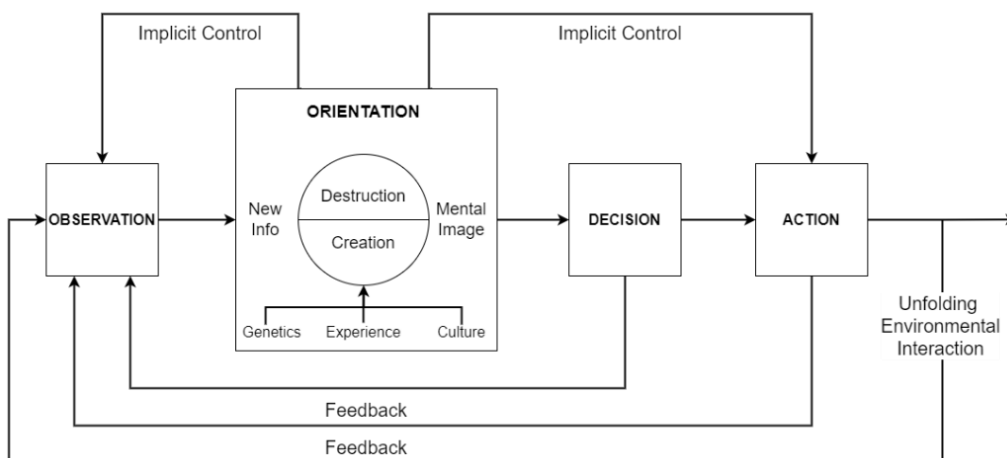 Implicit Control
Implicit Control
ORIENTATION
Destruction
New
Info
Mental
Image
Creation
OBSERVATION
DECISION
ACTION
Genetics
Experience
Culture
Unfolding
Environmental
Interaction
Feedback
Feedback